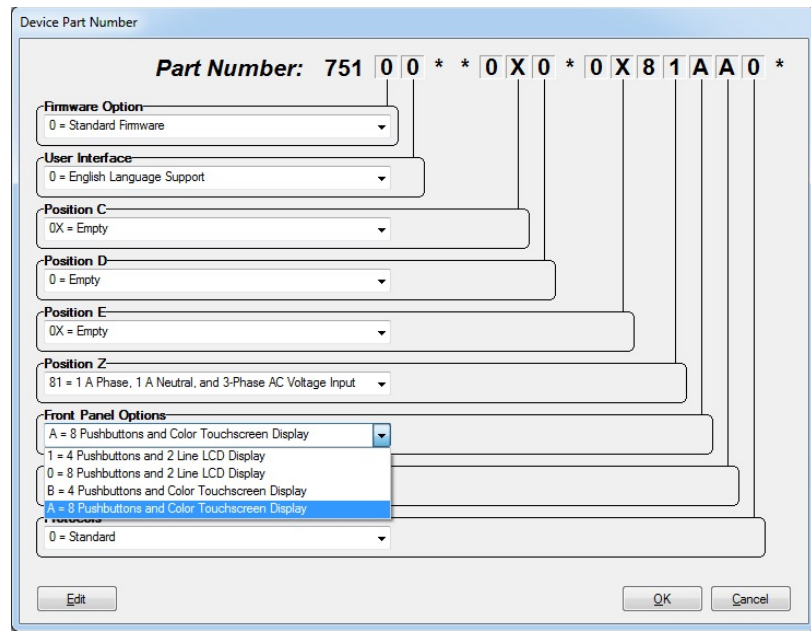 Device Part Number
Part Number: 751 0 0 * * 0 X 0 * 0 X 8 1 A A 0 *
Firmware Option
0 = Standard Firmware
User Interface
0 = English Language Support
Position C
0X = Empty
Position D
0 = Empty
Position E
0X = Empty
Position Z
81 = 1 A Phase, 1 A Neutral, and 3-Phase AC Voltage Input
Front Panel Options
A = 8 Pushbuttons and Color Touchscreen Display
1 = 4 Pushbuttons and 2 Line LCD Display
0 = 8 Pushbuttons and 2 Line LCD Display
B = 4 Pushbuttons and Color Touchscreen Display
A = 8 Pushbuttons and Color Touchscreen Display
Protocols
0 = Standard
Edit
OK
Cancel